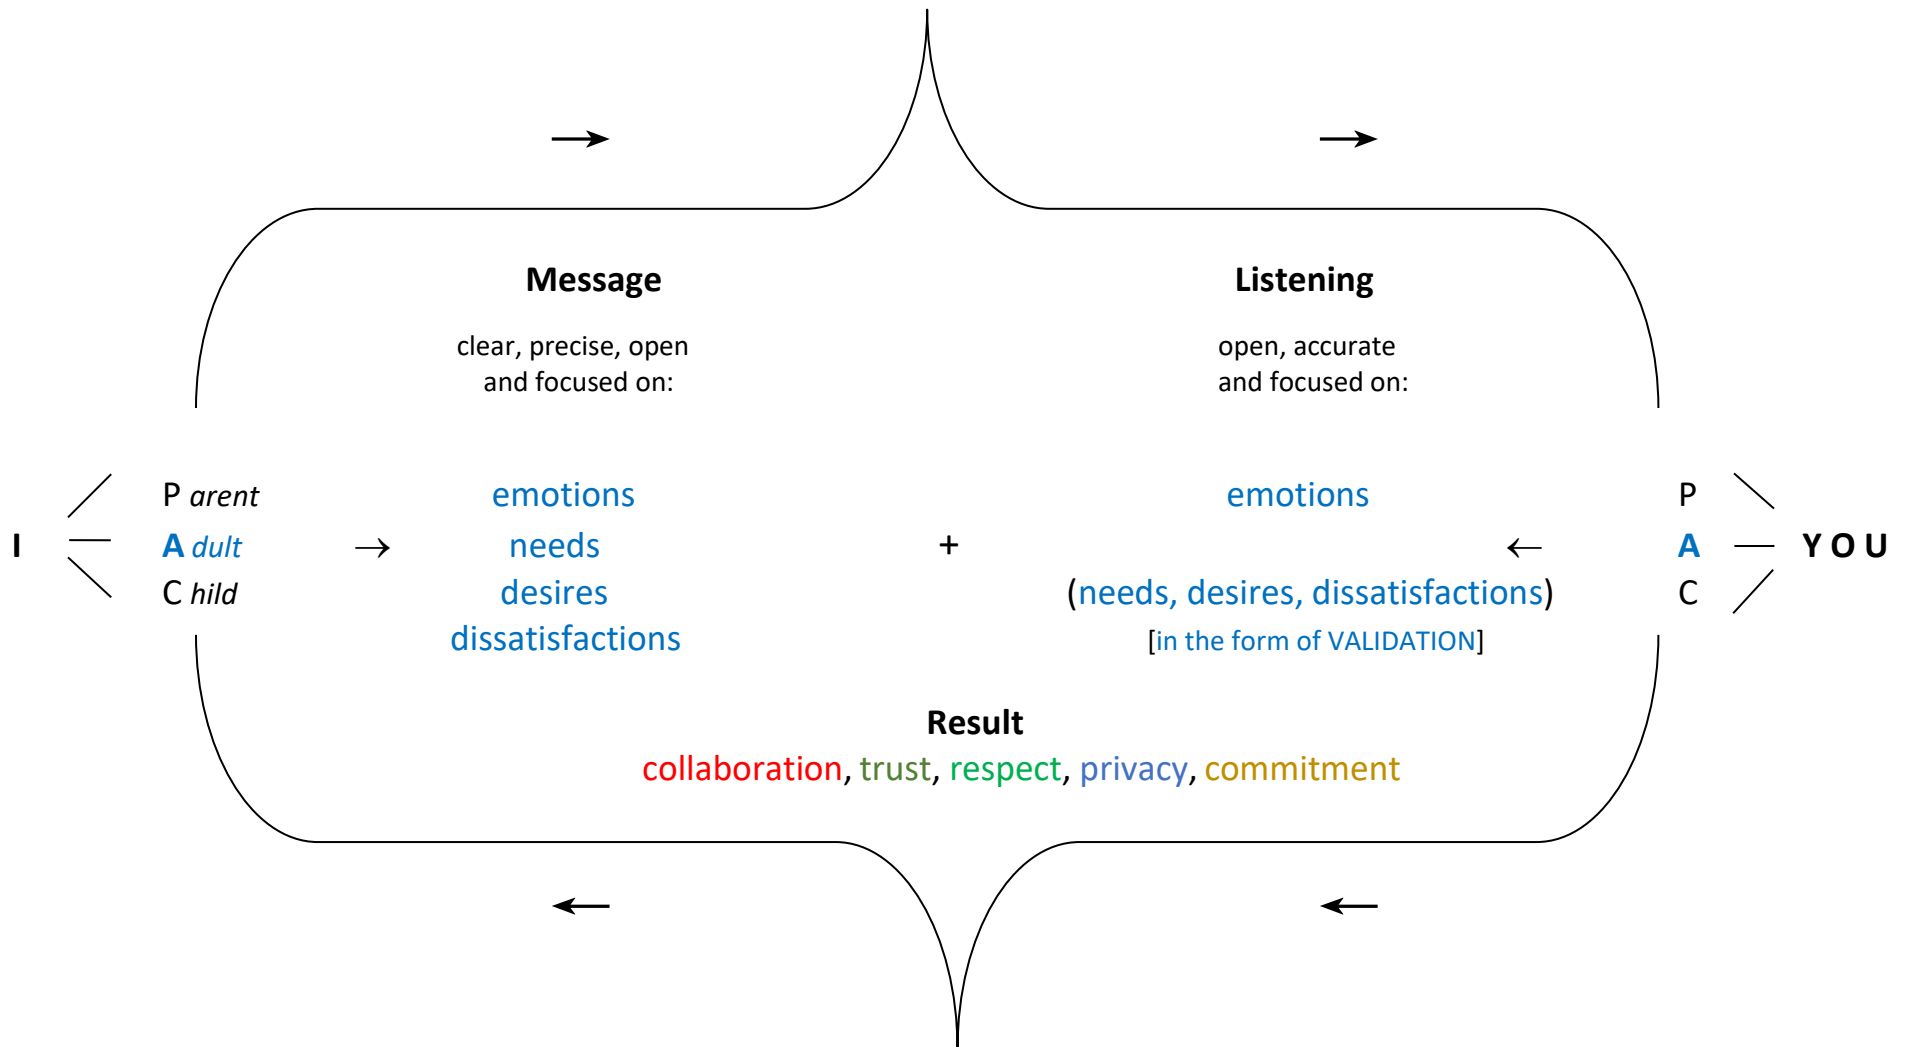 Message
Listening
clear, precise, open
and focused on:
open, accurate
and focused on:
I
P arent
A dult
C hild
→
emotions
needs
desires
dissatisfactions
+
emotions
←
(needs, desires, dissatisfactions)
[in the form of VALIDATION]
P
A
C
Y O U
Result
collaboration, trust, respect, privacy, commitment